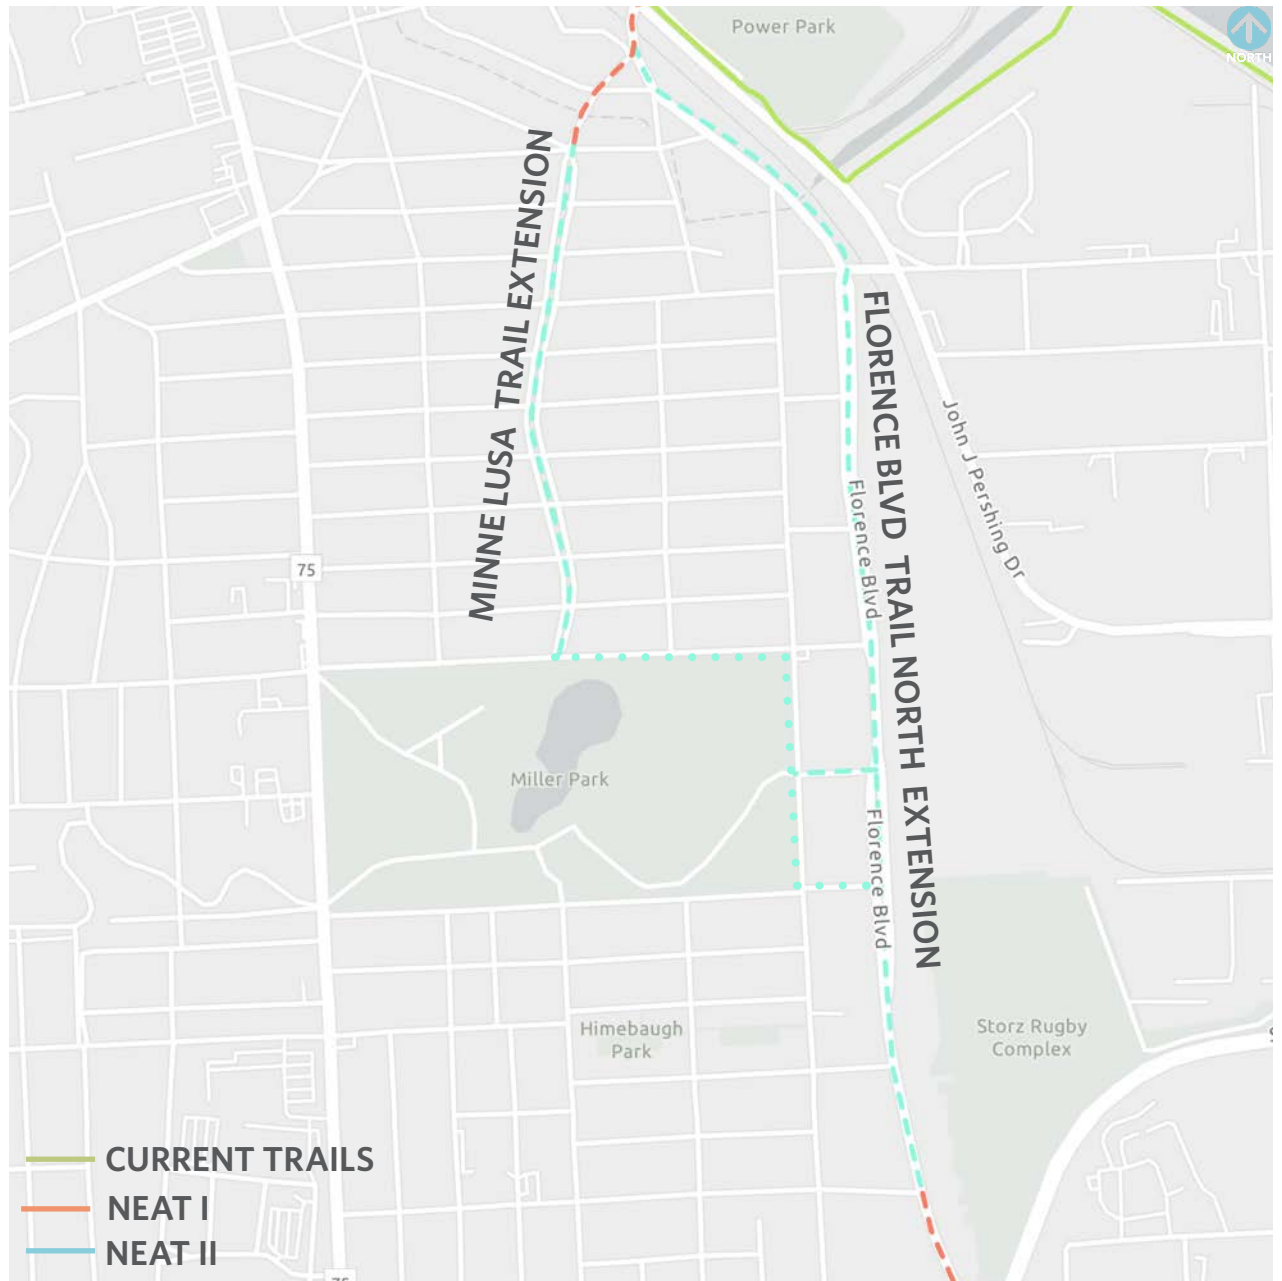 Power Park
NORTH
MINNE LUSA TRAIL EXTENSION
FLORENCE BLVD TRAIL NORTH EXTENSION
John J Pershing Dr
Florence Blvd
75
Miller Park
Florence Blvd
Himebaugh
Park
Storz Rugby
Complex
CURRENT TRAILS
NEAT I
NEAT II
75